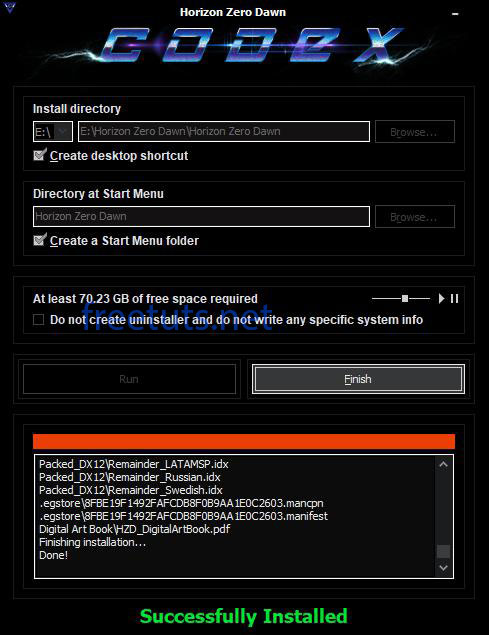 Horizon Zero Dawn
CODEX
Install directory
E:\ E:\Horizon Zero Dawn\Horizon Zero Dawn Browse...
Create desktop shortcut
Directory at Start Menu
Horizon Zero Dawn Browse...
Create a Start Menu folder
At least 70.23 GB of free space required
freetuts.net
Do not create uninstaller and do not write any specific system info
Run Finish
Packed_DX12\Remainder_LATAMSP.idx
Packed_DX12\Remainder_Russian.idx
Packed_DX12\Remainder_Swedish.idx
.egstore\8FBE19F1492FAFCDB8F0B9AA1E0C2603.mancpn
.egstore\8FBE19F1492FAFCDB8F0B9AA1E0C2603.manifest
Digital Art Book\HZD_DigitalArtBook.pdf
Finishing installation...
Done!
Successfully Installed